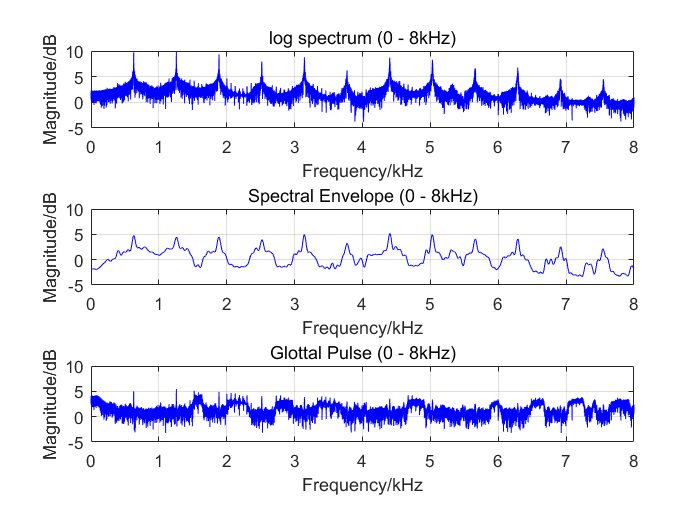 log spectrum (0 - 8kHz)
Magnitude/dB
10
5
0
-5
0 1 2 3 4 5 6 7 8
Frequency/kHz
Spectral Envelope (0 - 8kHz)
Magnitude/dB
10
5
0
-5
0 1 2 3 4 5 6 7 8
Frequency/kHz
Glottal Pulse (0 - 8kHz)
Magnitude/dB
10
5
0
-5
0 1 2 3 4 5 6 7 8
Frequency/kHz